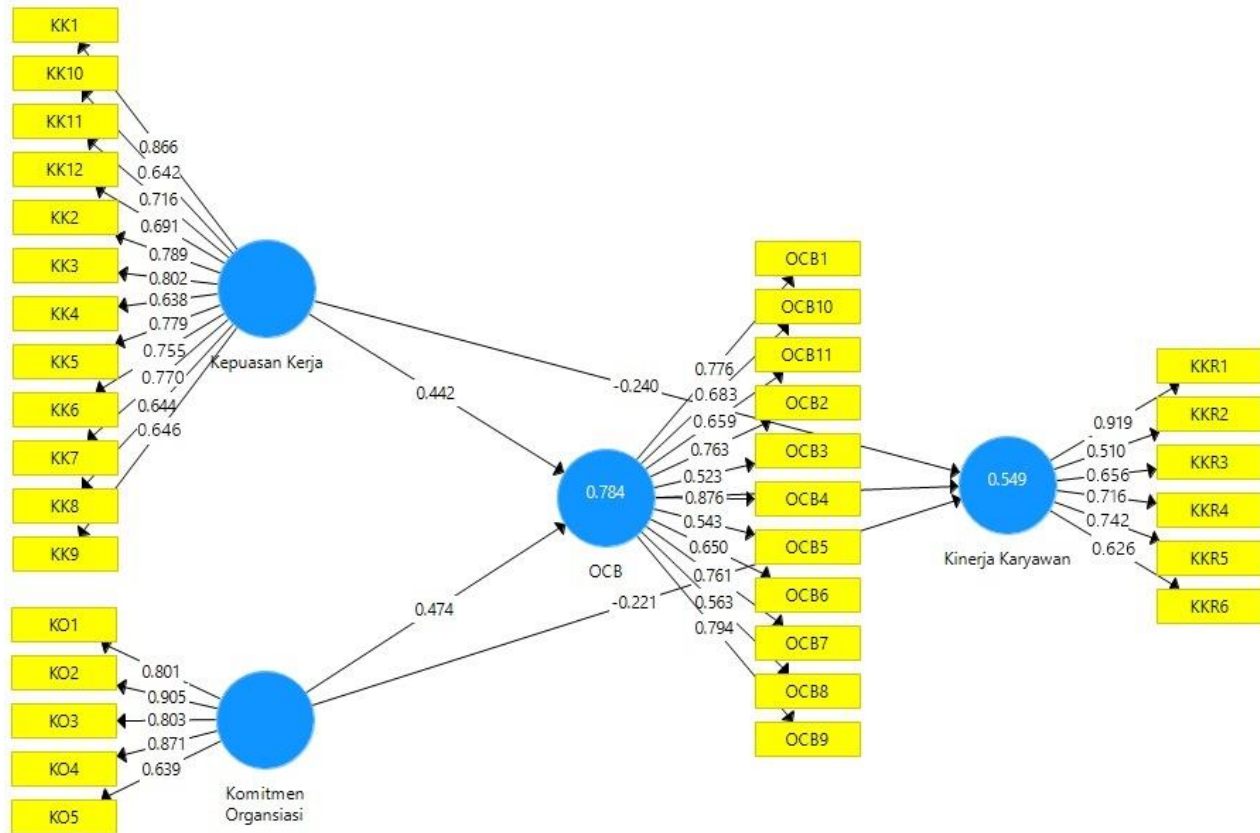 KK1
KK10
KK11
KK12
KK2
KK3
KK4
KK5
KK6
KK7
KK8
KK9
0.866
0.642
0.716
0.691
0.789
0.802
0.638
0.779
0.755
0.770
0.644
0.646
Kepuasan Kerja
KO1
KO2
KO3
KO4
KO5
0.801
0.905
0.803
0.871
0.639
Komitmen
Organsiasi
0.442
0.474
-0.240
-0.221
0.784
OCB
0.776
0.683
0.659
0.763
0.523
0.876
0.543
0.650
0.761
0.563
0.794
OCB1
OCB10
OCB11
OCB2
OCB3
OCB4
OCB5
OCB6
OCB7
OCB8
OCB9
0.549
Kinerja Karyawan
0.919
0.510
0.656
0.716
0.742
0.626
KKR1
KKR2
KKR3
KKR4
KKR5
KKR6